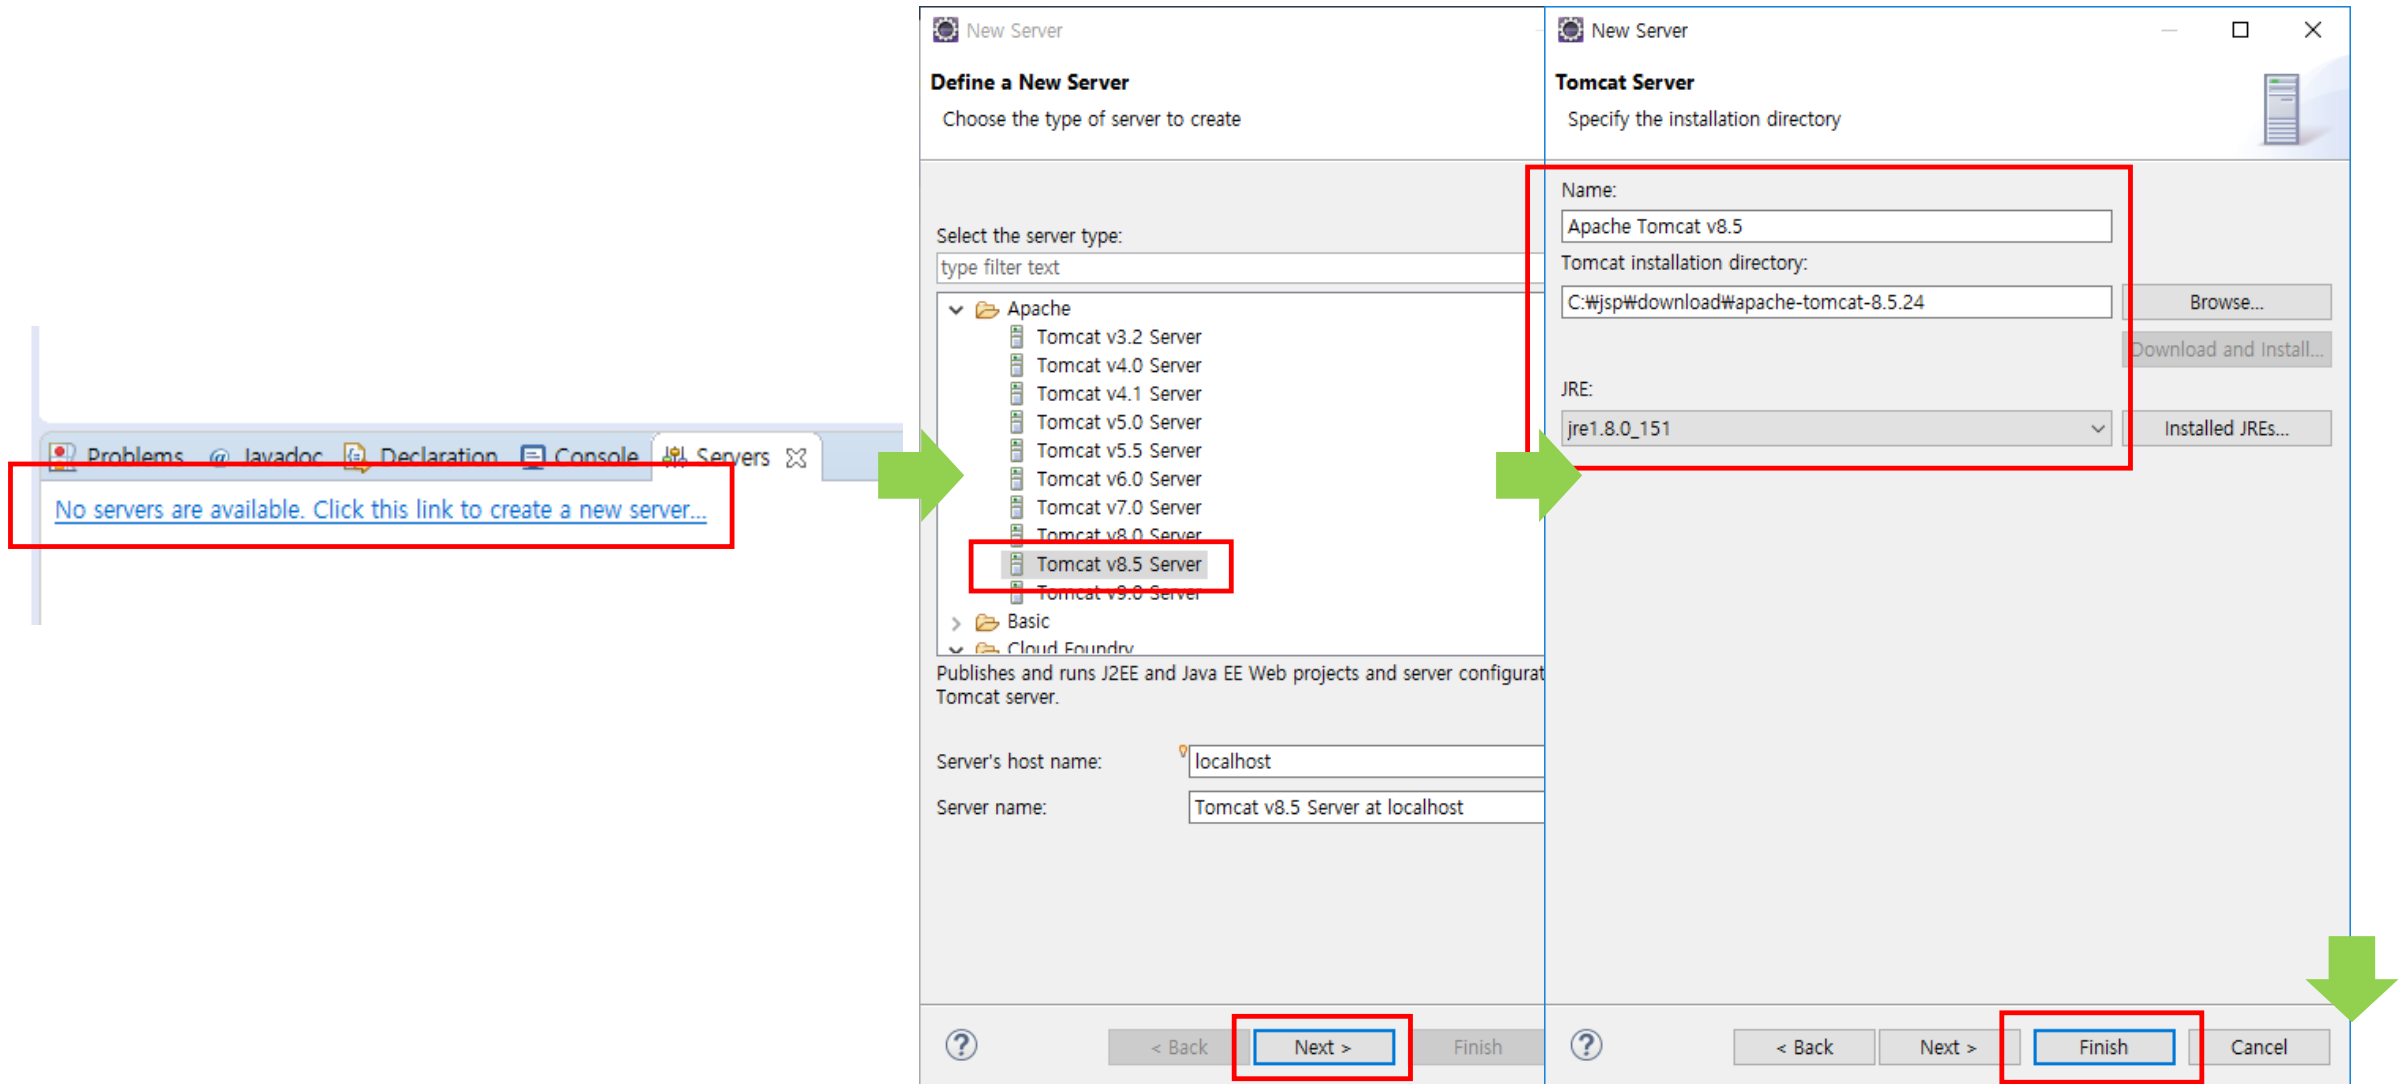 Problems @ Javadoc Declaration Console Servers
No servers are available. Click this link to create a new server...
New Server
Define a New Server
Choose the type of server to create
Select the server type:
type filter text
Apache
Tomcat v3.2 Server
Tomcat v4.0 Server
Tomcat v4.1 Server
Tomcat v5.0 Server
Tomcat v5.5 Server
Tomcat v6.0 Server
Tomcat v7.0 Server
Tomcat v8.0 Server
Tomcat v8.5 Server
Tomcat v9.0 Server
Basic
Cloud Foundry
Publishes and runs J2EE and Java EE Web projects and server configurat
Tomcat server.
Server's host name: localhost
Server name: Tomcat v8.5 Server at localhost
? < Back Next > Finish
New Server
Tomcat Server
Specify the installation directory
Name:
Apache Tomcat v8.5
Tomcat installation directory:
C:₩jsp₩download₩apache-tomcat-8.5.24 Browse...
Download and Install...
JRE:
jre1.8.0_151 Installed JREs...
? < Back Next > Finish Cancel